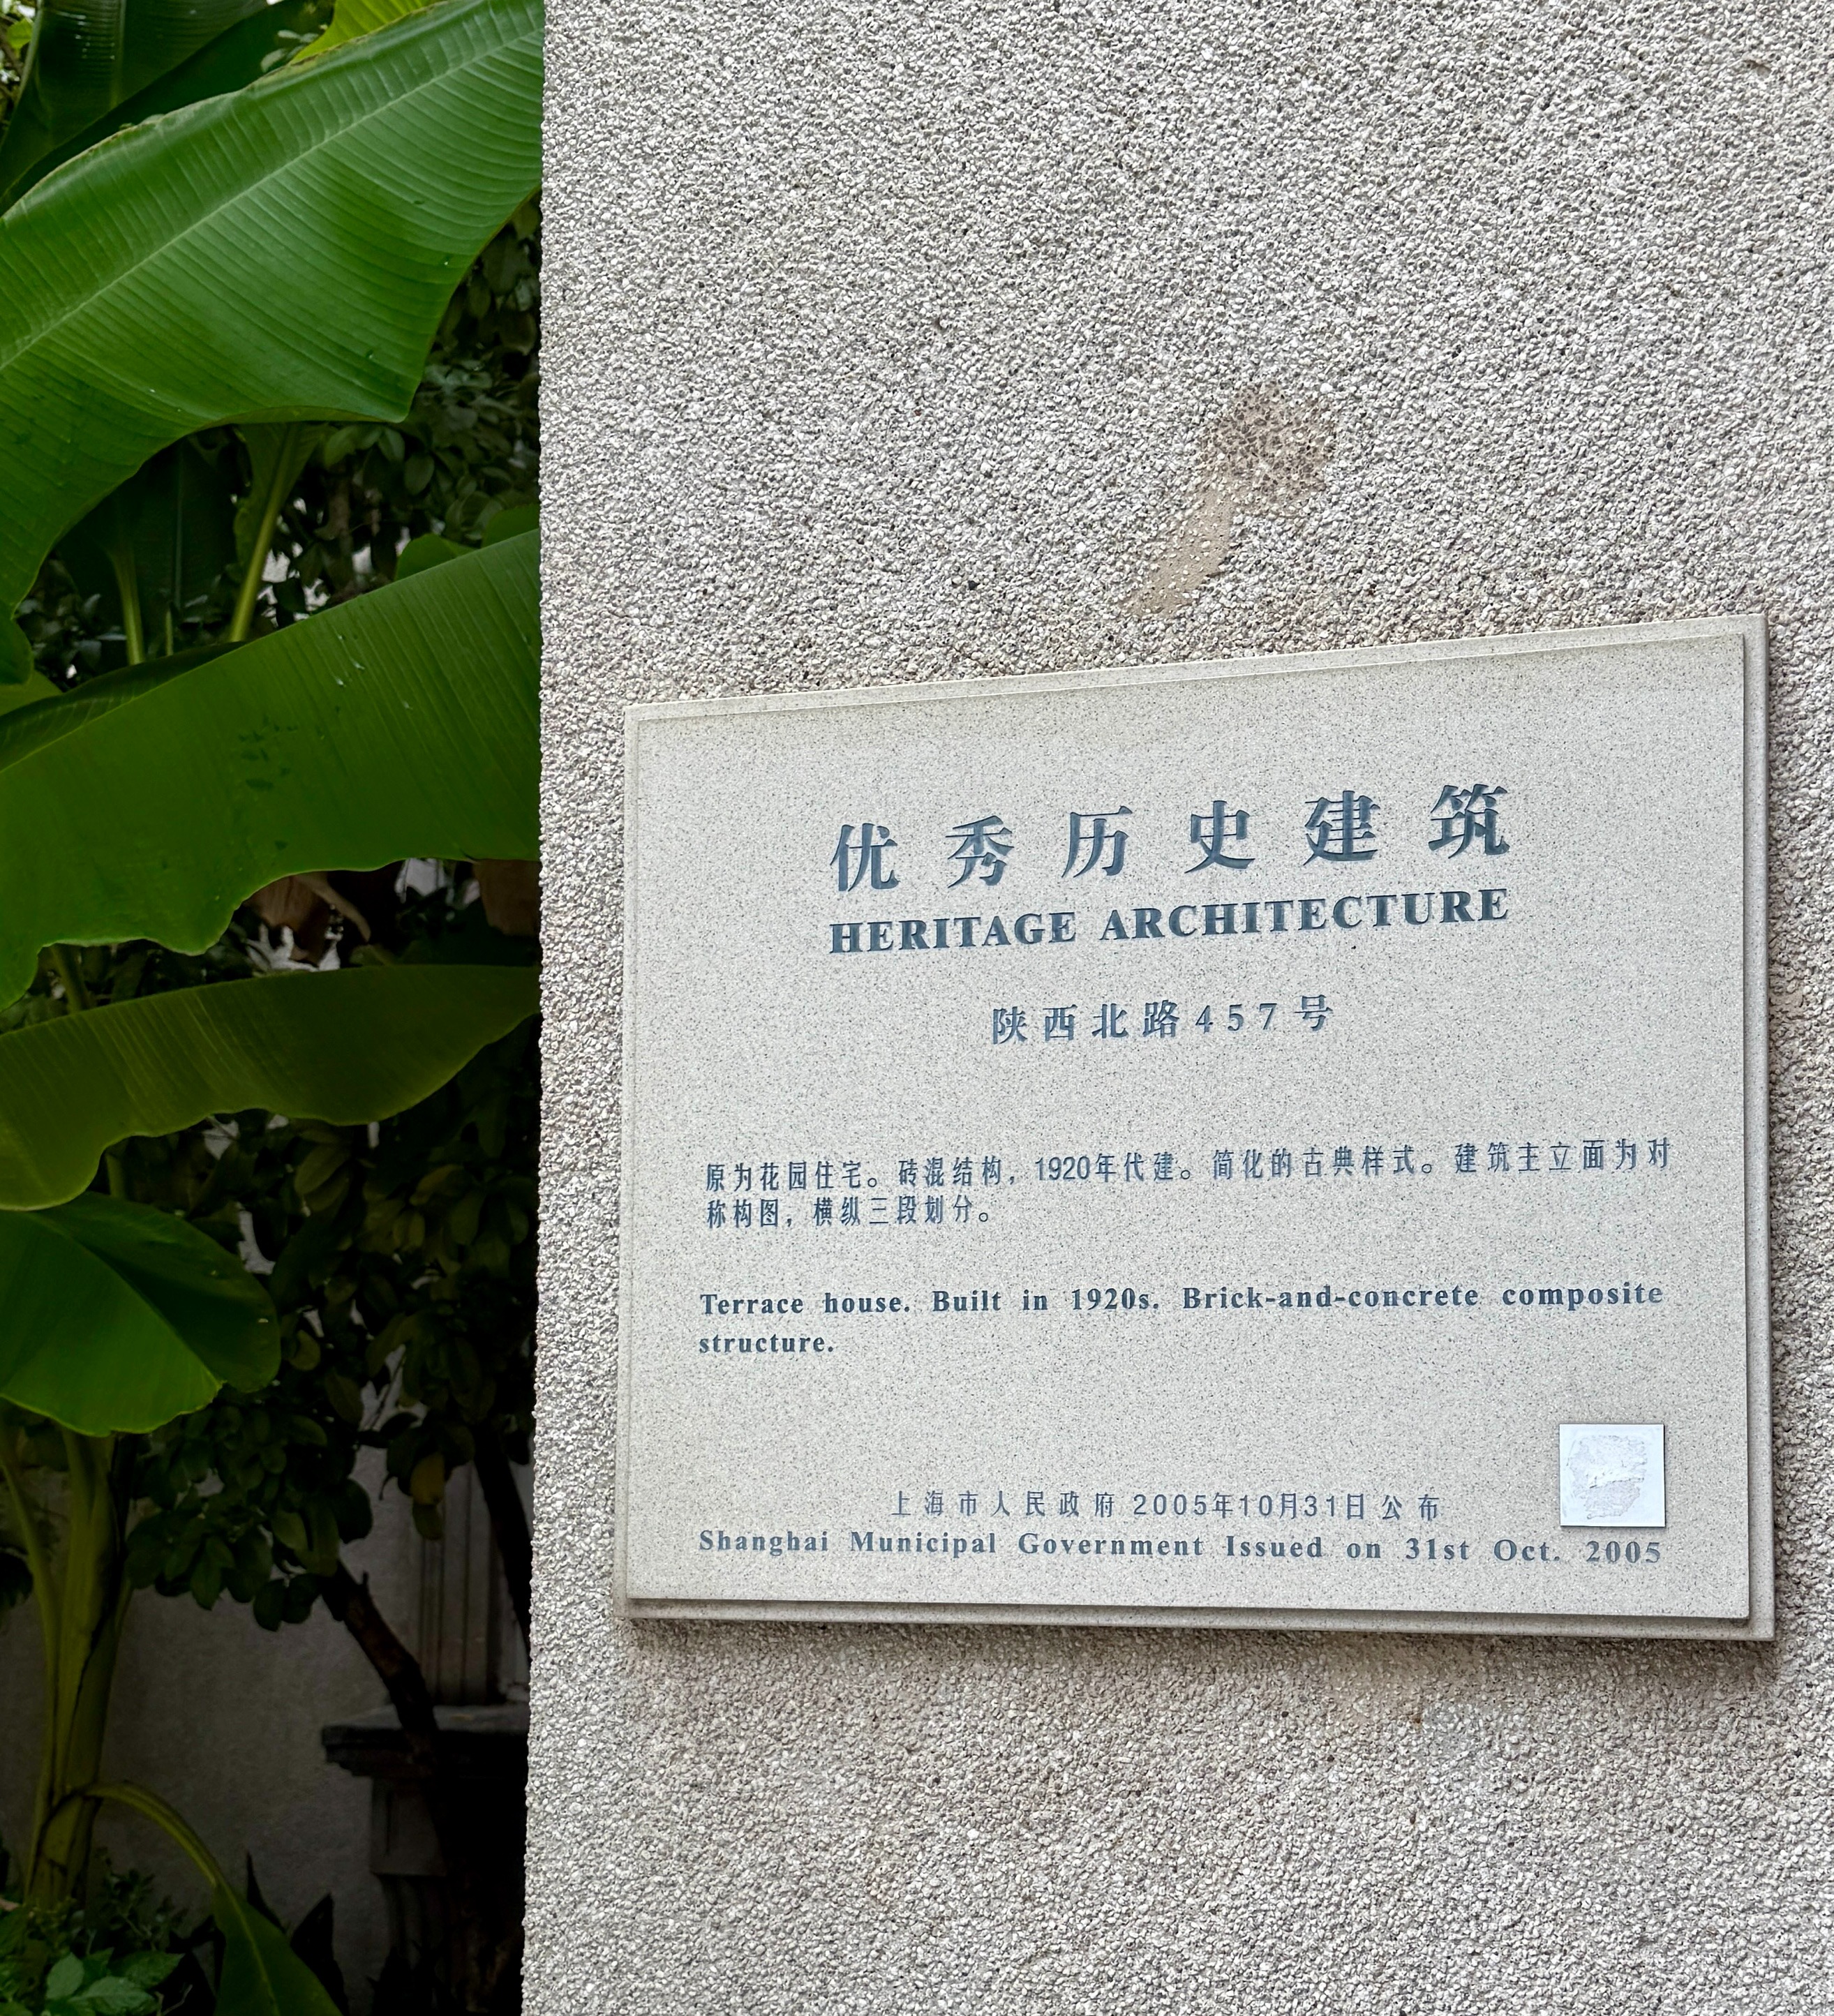 优秀历史建筑
HERITAGE ARCHITECTURE
陕西北路457号
原为花园住宅。砖混结构，1920年代建。简化的古典样式。建筑主立面为对
称构图，横纵三段划分。
Terrace house. Built in 1920s. Brick-and-concrete composite
structure.
上海市人民政府 2005年10月31日公布
Shanghai Municipal Government Issued on 31st Oct. 2005